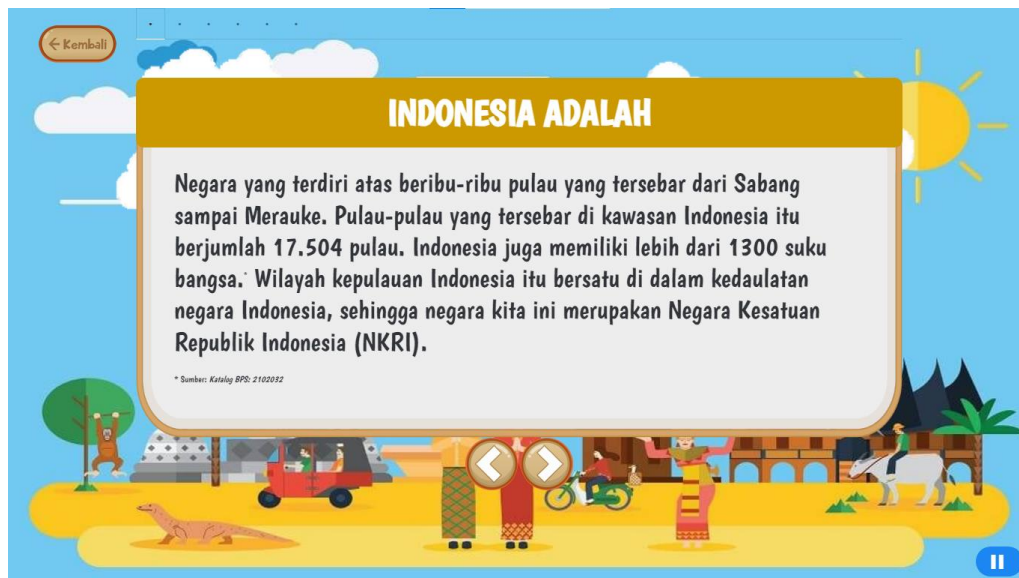 ← Kembali
INDONESIA ADALAH
Negara yang terdiri atas beribu-ribu pulau yang tersebar dari Sabang
sampai Merauke. Pulau-pulau yang tersebar di kawasan Indonesia itu
berjumlah 17.504 pulau. Indonesia juga memiliki lebih dari 1300 suku
bangsa.* Wilayah kepulauan Indonesia itu bersatu di dalam kedaulatan
negara Indonesia, sehingga negara kita ini merupakan Negara Kesatuan
Republik Indonesia (NKRI).
* Sumber: Katalog BPS: 2102032